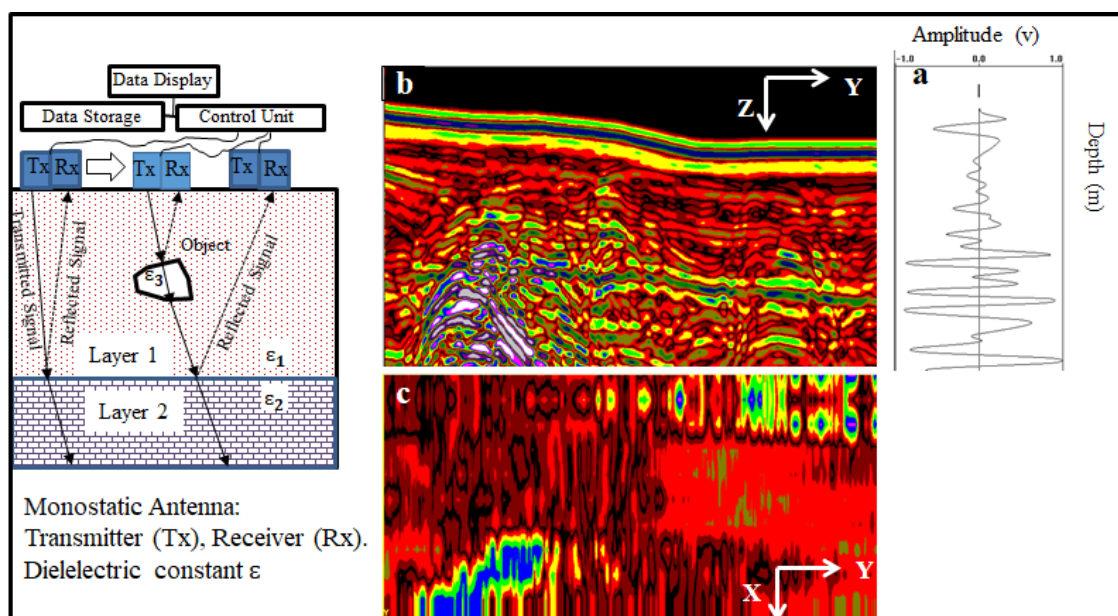 Data Display
Data Storage
Control Unit
Tx Rx
Tx Rx
Tx Rx
Transmitted Signal
Reflected Signal
Object
ε3
Reflected Signal
Layer 1
ε1
Layer 2
ε2
Monostatic Antenna:
Transmitter (Tx), Receiver (Rx).
Dielelectric constant ε
b
Y
Z
c
Y
X
Amplitude (v)
-1.0 0.0 1.0
a
Depth (m)